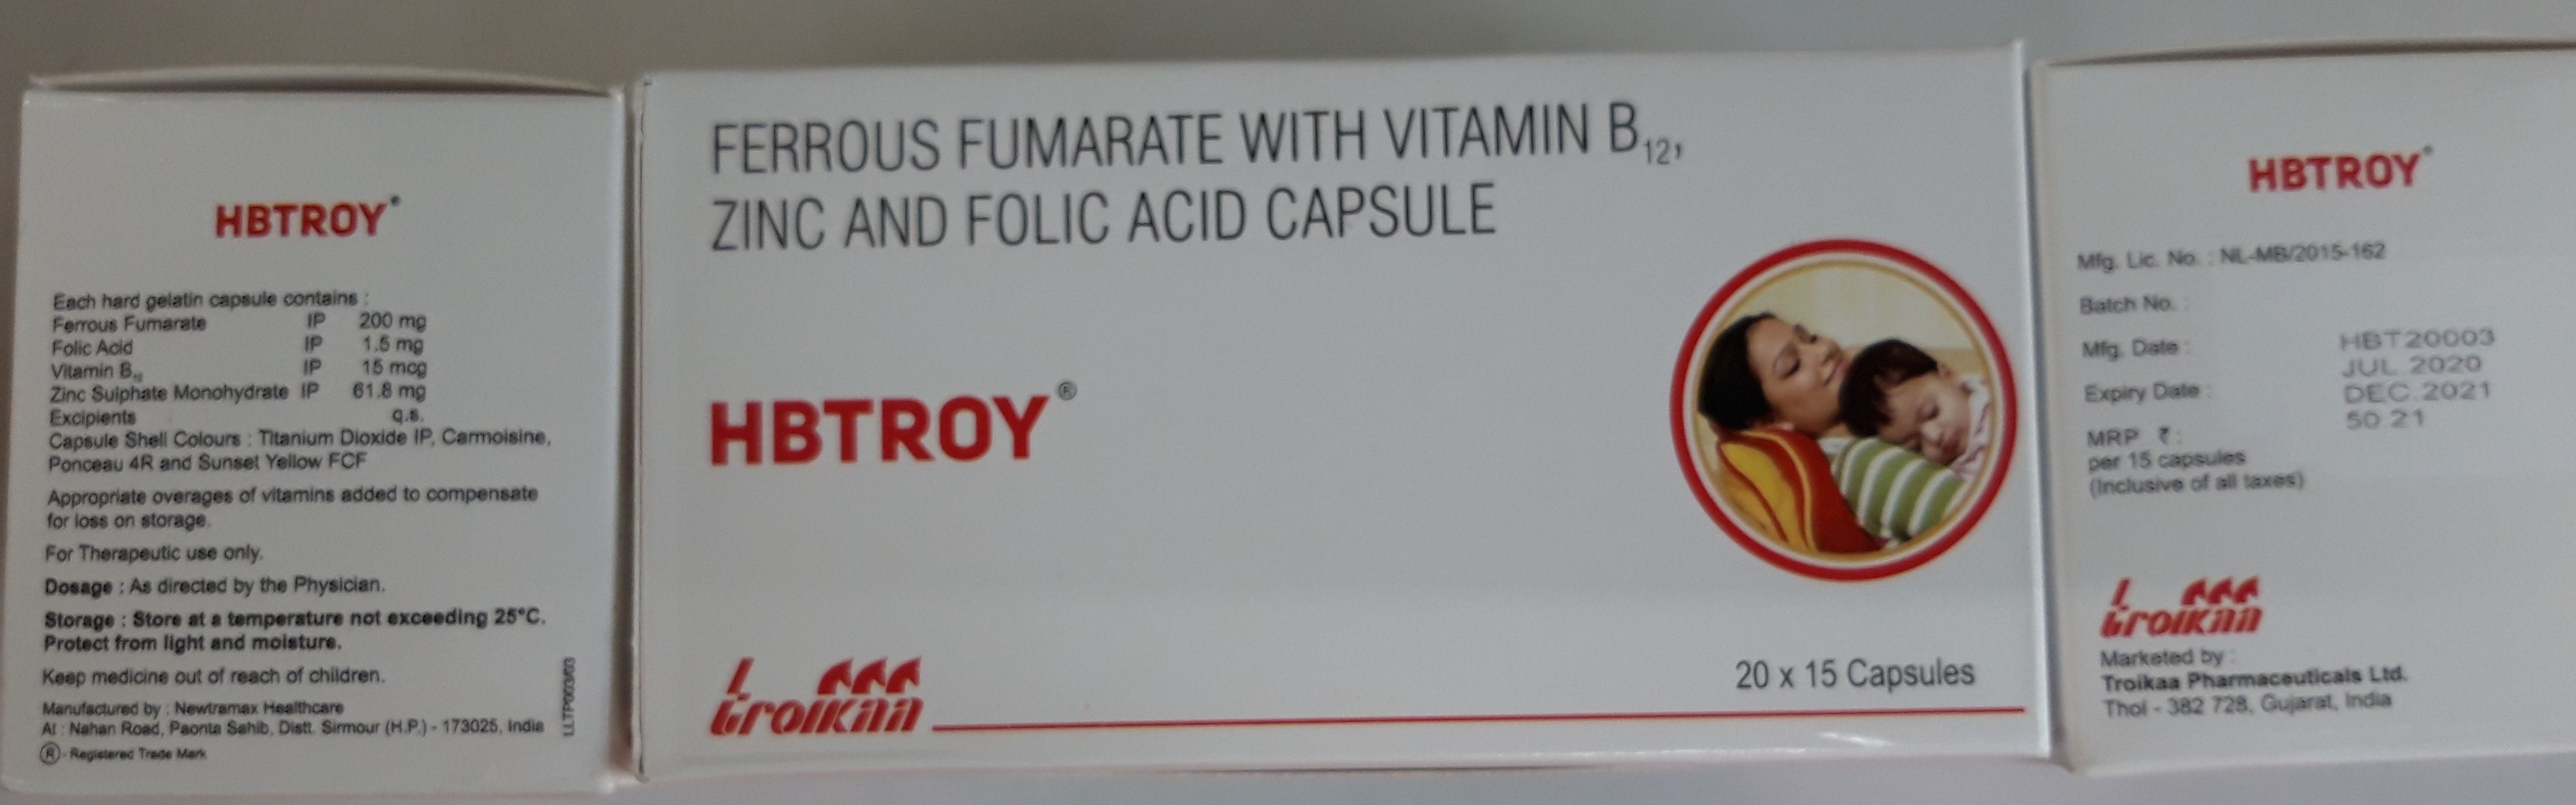 HBTROY®
Each hard gelatin capsule contains :
Ferrous Fumarate IP 200 mg
Folic Acid IP 1.5 mg
Vitamin B₁₂ IP 15 mcg
Zinc Sulphate Monohydrate IP 61.8 mg
Excipients q.s.
Capsule Shell Colours : Titanium Dioxide IP, Carmoisine,
Ponceau 4R and Sunset Yellow FCF
Appropriate overages of vitamins added to compensate
for loss on storage.
For Therapeutic use only.
Dosage : As directed by the Physician.
Storage : Store at a temperature not exceeding 25°C.
Protect from light and moisture.
Keep medicine out of reach of children.
Manufactured by : Newtramax Healthcare
At : Nahan Road, Paonta Sahib, Distt. Sirmour (H.P.) - 173025, India
® - Registered Trade Mark
LLTP003/03
FERROUS FUMARATE WITH VITAMIN B₁₂,
ZINC AND FOLIC ACID CAPSULE
HBTROY®
troikaa
20 x 15 Capsules
HBTROY®
Mfg. Lic. No. : NL-MB/2015-162
Batch No. :
Mfg. Date : HBT20003
JUL 2020
Expiry Date : DEC.2021
MRP ₹ : 50.21
per 15 capsules
(Inclusive of all taxes)
troikaa
Marketed by :
Troikaa Pharmaceuticals Ltd.
Thol - 382 728, Gujarat, India